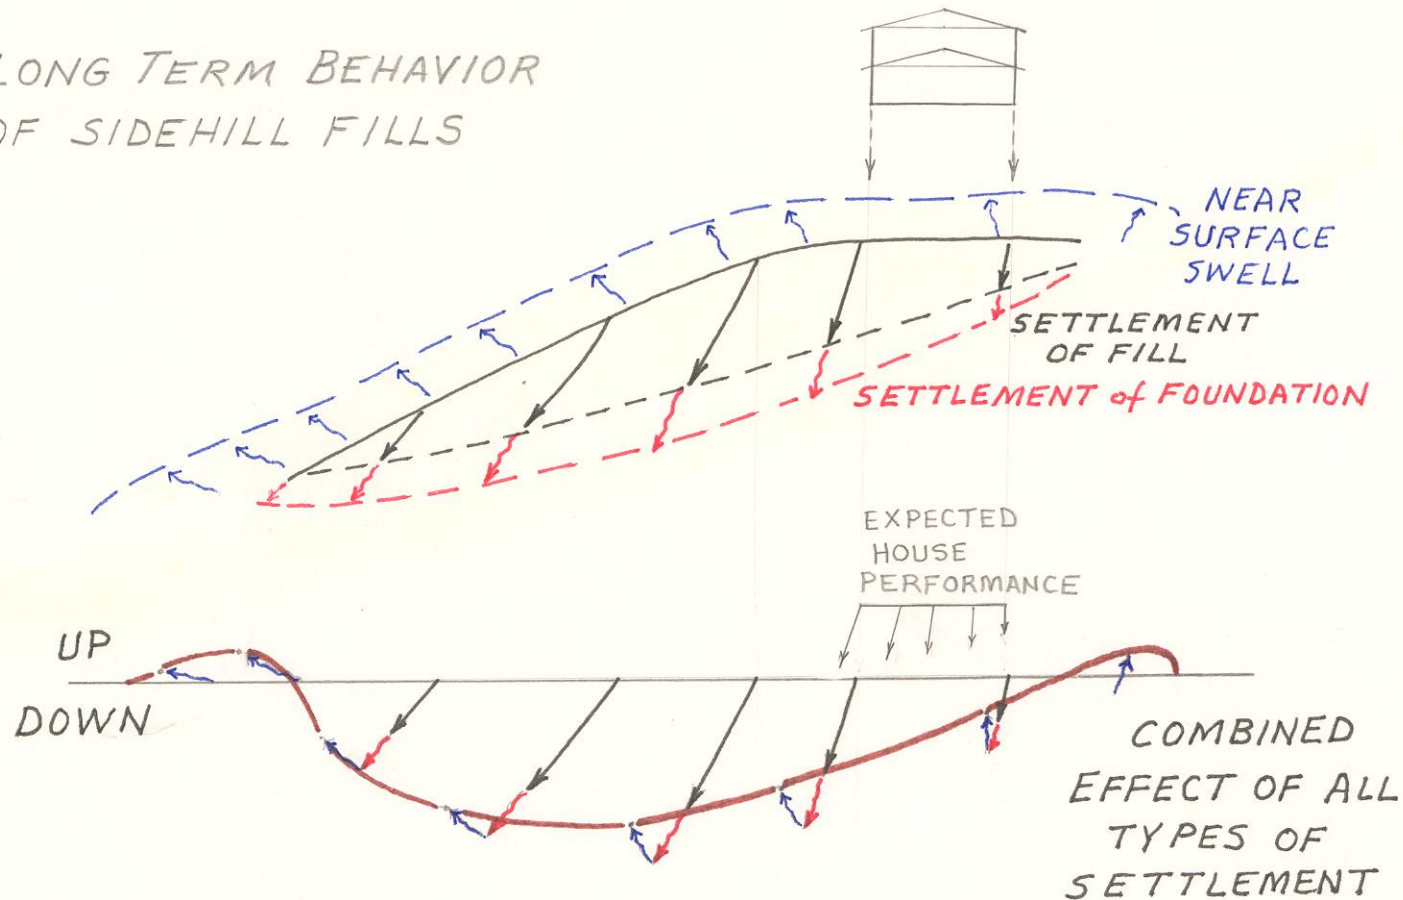 LONG TERM BEHAVIOR
OF SIDEHILL FILLS
NEAR
SURFACE
SWELL
SETTLEMENT
OF FILL
SETTLEMENT of FOUNDATION
EXPECTED
HOUSE
PERFORMANCE
UP
DOWN
COMBINED
EFFECT OF ALL
TYPES OF
SETTLEMENT